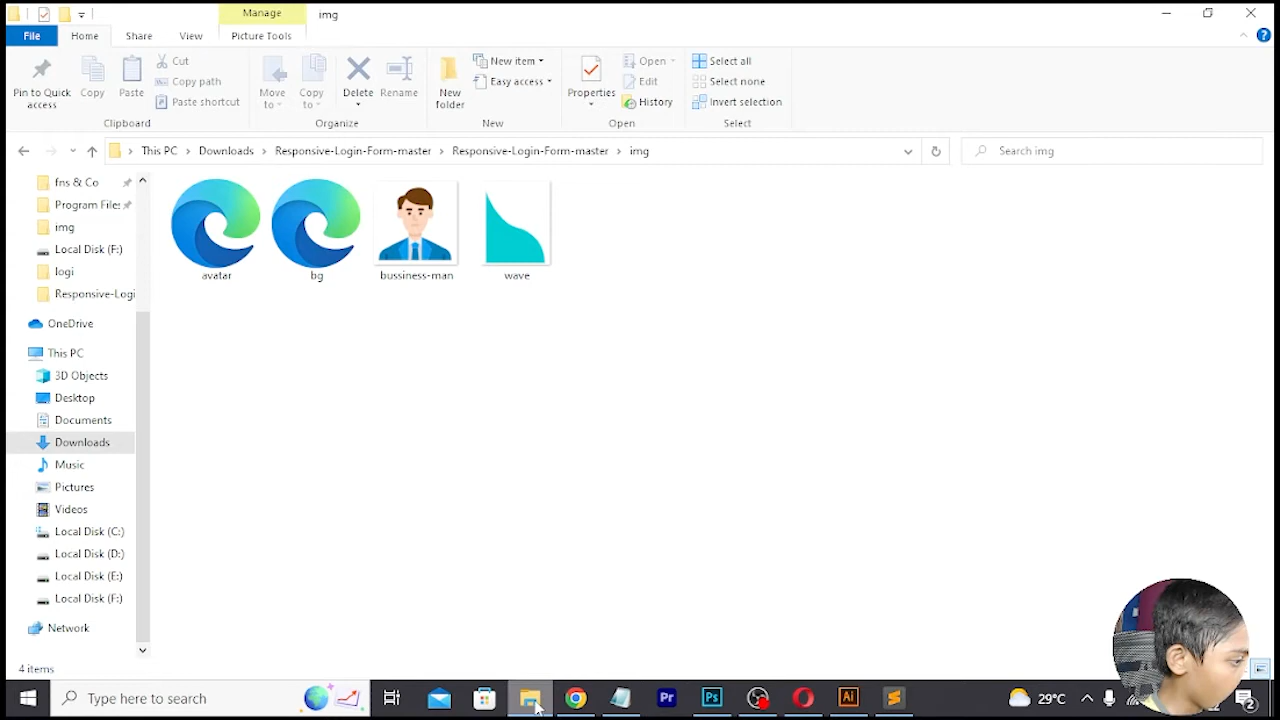 Manage
img
File
Home
Share
View
Picture Tools
Pin to Quick
access
Copy
Paste
Cut
Copy path
Paste shortcut
Clipboard
Move
to
Copy
to
Delete
Rename
Organize
New
folder
New item
Easy access
New
Properties
Open
Edit
History
Open
Select all
Select none
Invert selection
Select
This PC
Downloads
Responsive-Login-Form-master
Responsive-Login-Form-master
img
Search img
fns & Co
Program Files
img
Local Disk (F:)
logi
Responsive-Logi
OneDrive
This PC
3D Objects
Desktop
Documents
Downloads
Music
Pictures
Videos
Local Disk (C:)
Local Disk (D:)
Local Disk (E:)
Local Disk (F:)
Network
avatar
bg
bussiness-man
wave
4 items
Type here to search
Pr
Ps
Ai
29°C
2